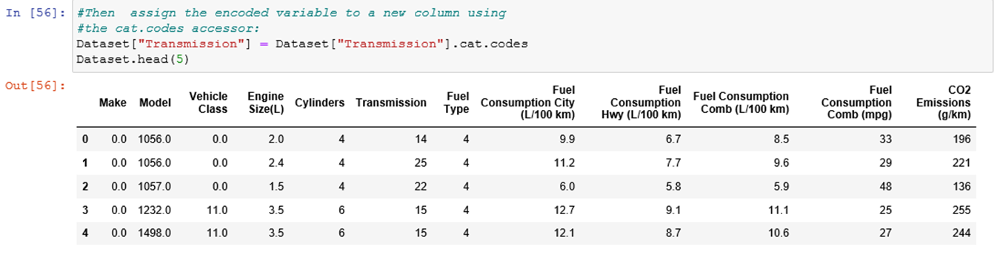 In [56]: #Then  assign the encoded variable to a new column using
#the cat.codes accessor:
Dataset["Transmission"] = Dataset["Transmission"].cat.codes
Dataset.head(5)
Out[56]:
Make Model Vehicle Class Engine Size(L) Cylinders Transmission Fuel Type Fuel Consumption City (L/100 km) Fuel Consumption Hwy (L/100 km) Fuel Consumption Comb (L/100 km) Fuel Consumption Comb (mpg) CO2 Emissions (g/km)
0 0.0 1056.0 0.0 2.0 4 14 4 9.9 6.7 8.5 33 196
1 0.0 1056.0 0.0 2.4 4 25 4 11.2 7.7 9.6 29 221
2 0.0 1057.0 0.0 1.5 4 22 4 6.0 5.8 5.9 48 136
3 0.0 1232.0 11.0 3.5 6 15 4 12.7 9.1 11.1 25 255
4 0.0 1498.0 11.0 3.5 6 15 4 12.1 8.7 10.6 27 244